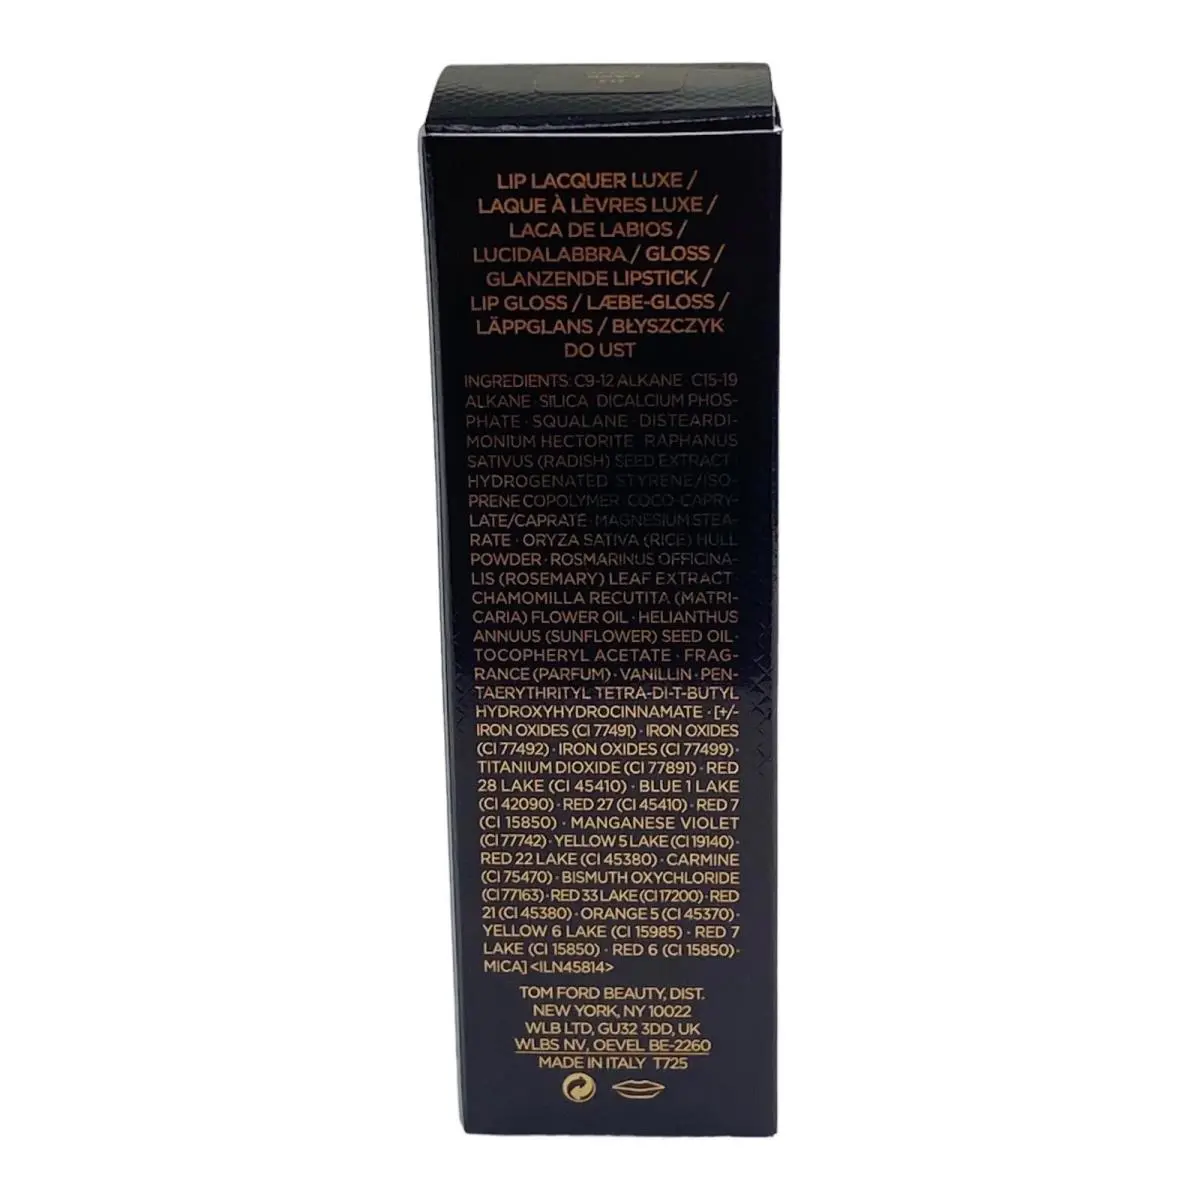 LIP LACQUER LUXE /
LAQUE À LÈVRES LUXE /
LACA DE LABIOS /
LUCIDALABBRA / GLOSS /
GLANZENDE LIPSTICK /
LIP GLOSS / LÆBE-GLOSS /
LÄPPGLANS / BŁYSZCZYK
DO UST
INGREDIENTS: C9-12 ALKANE · C15-19
ALKANE · SILICA · DICALCIUM PHOS-
PHATE · SQUALANE · DISTEARDI-
MONIUM HECTORITE · RAPHANUS
SATIVUS (RADISH) SEED EXTRACT ·
HYDROGENATED STYRENE/ISO-
PRENE COPOLYMER · COCO-CAPRY-
LATE/CAPRATE · MAGNESIUM STEA-
RATE · ORYZA SATIVA (RICE) HULL
POWDER · ROSMARINUS OFFICINA-
LIS (ROSEMARY) LEAF EXTRACT ·
CHAMOMILLA RECUTITA (MATRI-
CARIA) FLOWER OIL · HELIANTHUS
ANNUUS (SUNFLOWER) SEED OIL ·
TOCOPHERYL ACETATE · FRAG-
RANCE (PARFUM) · VANILLIN · PEN-
TAERYTHRITYL TETRA-DI-T-BUTYL
HYDROXYHYDROCINNAMATE · [+/-
IRON OXIDES (CI 77491) · IRON OXIDES
(CI 77492) · IRON OXIDES (CI 77499) ·
TITANIUM DIOXIDE (CI 77891) · RED
28 LAKE (CI 45410) · BLUE 1 LAKE
(CI 42090) · RED 27 (CI 45410) · RED 7
(CI 15850) · MANGANESE VIOLET
(CI 77742) · YELLOW 5 LAKE (CI 19140) ·
RED 22 LAKE (CI 45380) · CARMINE
(CI 75470) · BISMUTH OXYCHLORIDE
(CI 77163) · RED 33 LAKE (CI 17200) · RED
21 (CI 45380) · ORANGE 5 (CI 45370) ·
YELLOW 6 LAKE (CI 15985) · RED 7
LAKE (CI 15850) · RED 6 (CI 15850) ·
MICA] <ILN45814>
TOM FORD BEAUTY, DIST.
NEW YORK, NY 10022
WLB LTD, GU32 3DD, UK
WLBS NV, OEVEL BE-2260
MADE IN ITALY T725